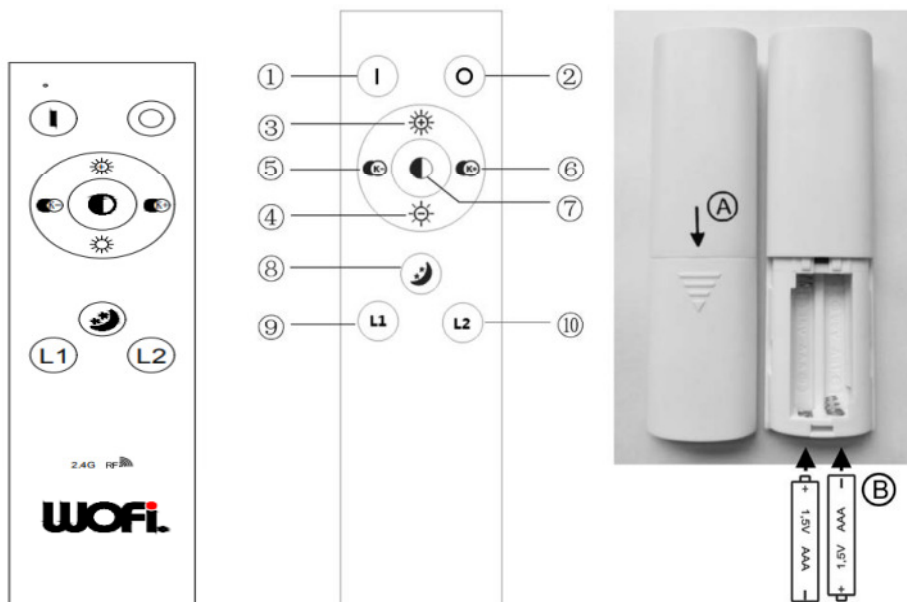 K- K+
L1 L2
2.4G RF
WOFi.
① I O ②
③
⑤ K- K+ ⑥
④ ⑦
⑧
⑨ L1 L2 ⑩
A
B
+ 1,5V AAA −
− AAA 1,5V +